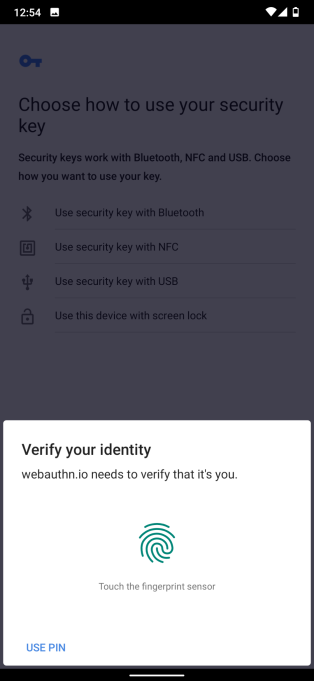 12:54
Choose how to use your security
key
Security keys work with Bluetooth, NFC and USB. Choose
how you want to use your key.
Use security key with Bluetooth
Use security key with NFC
Use security key with USB
Use this device with screen lock
Verify your identity
webauthn.io needs to verify that it's you.
Touch the fingerprint sensor
USE PIN